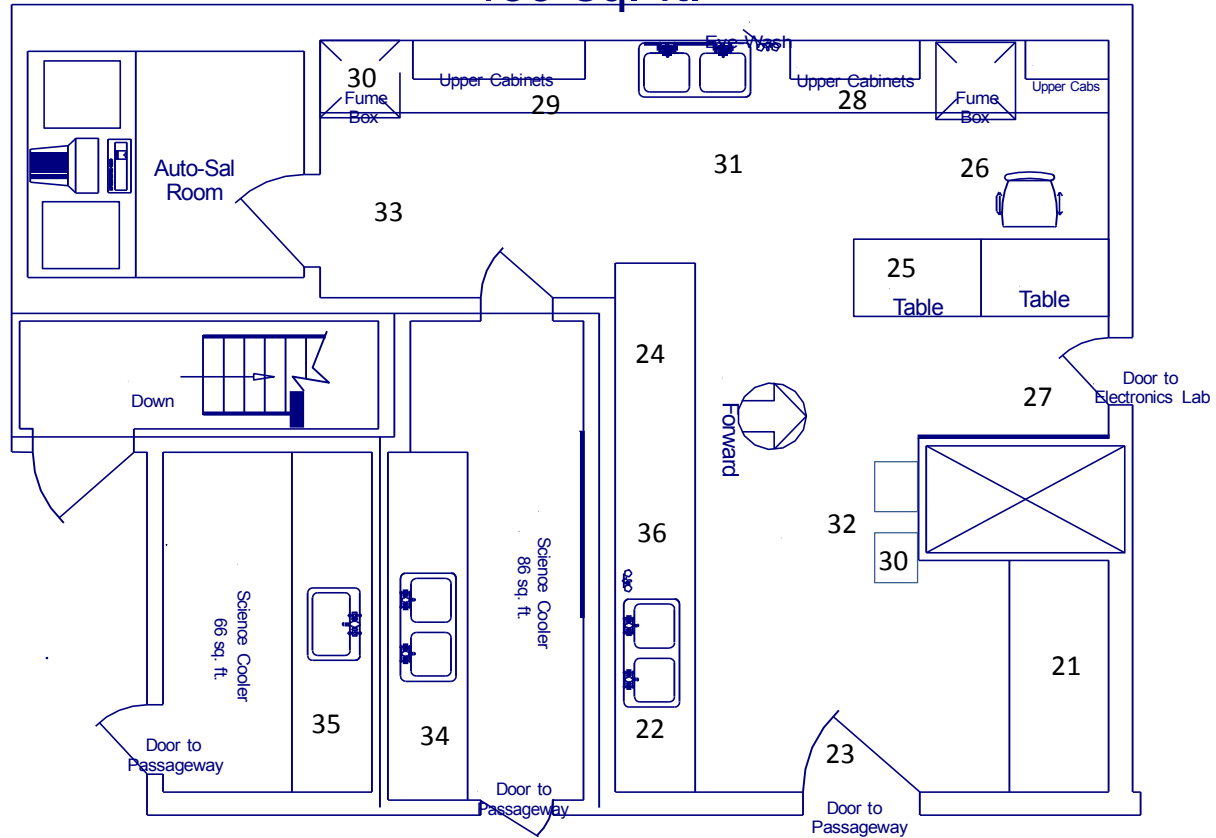 Eye Wash
30
Upper Cabinets
Upper Cabinets
Upper Cabs
Fume
Box
29
28
Fume
Box
Auto-Sal
Room
31
26
33
25
Table
Table
24
Down
Forward
27
Door to
Electronics Lab
32
36
30
Science Cooler
86 sq. ft.
Science Cooler
66 sq. ft.
21
35
34
22
23
Door to
Passageway
Door to
Passageway
Door to
Passageway